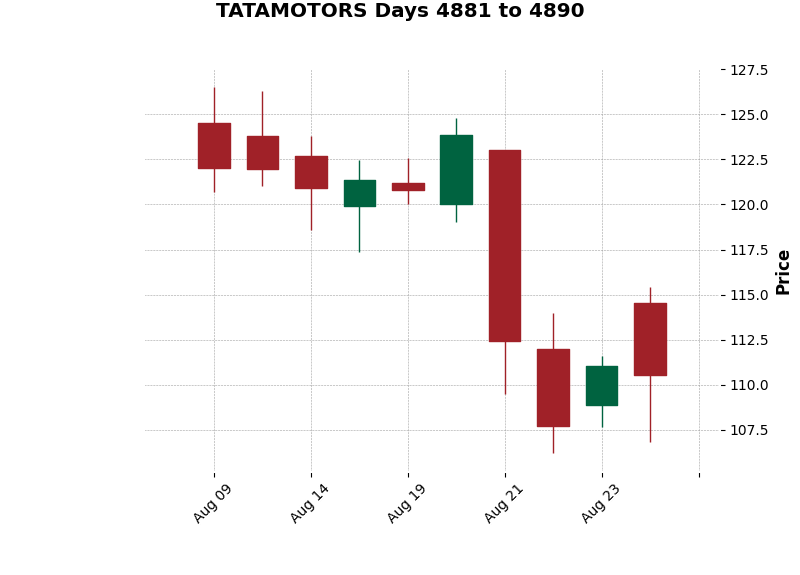 TATAMOTORS Days 4881 to 4890
127.5
125.0
122.5
120.0
117.5
115.0
112.5
110.0
107.5
Price
Aug 09
Aug 14
Aug 19
Aug 21
Aug 23